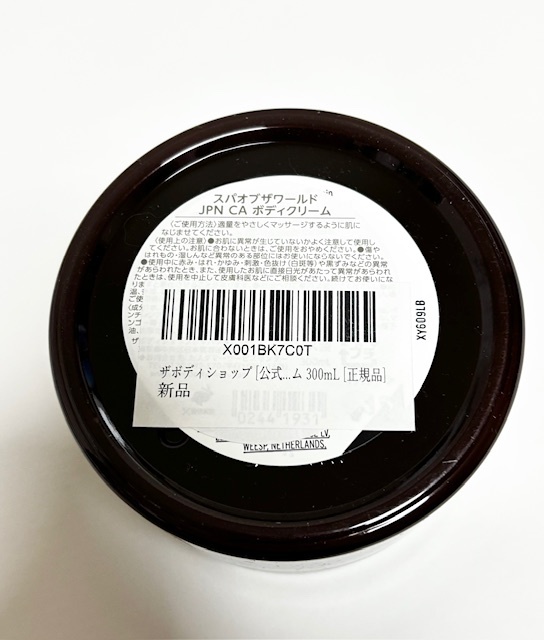 スパオブザワールド
JPN CA ボディクリーム
〈ご使用方法〉適量をやさしくマッサージするように肌に
なじませてください。
〈使用上の注意〉●お肌に異常が生じていないかよく注意して使用し
てください。お肌に合わないときは、ご使用をおやめください。●傷や
はれもの・湿しんなど異常のある部位にはお使いにならないでください。
●使用中に赤み・はれ・かゆみ・刺激・色抜け(白斑等)や黒ずみなどの異常
があらわれたとき、また、使用したお肌に直接日光があたって異常があらわれ
たときは、使用を中止して皮膚科医などにご相談ください。続けてお使いにな
X001BK7C0T
ザボディショップ [公式...ム 300mL [正規品]
新品
0244 1931
WEESP, NETHERLANDS.
XY609LB